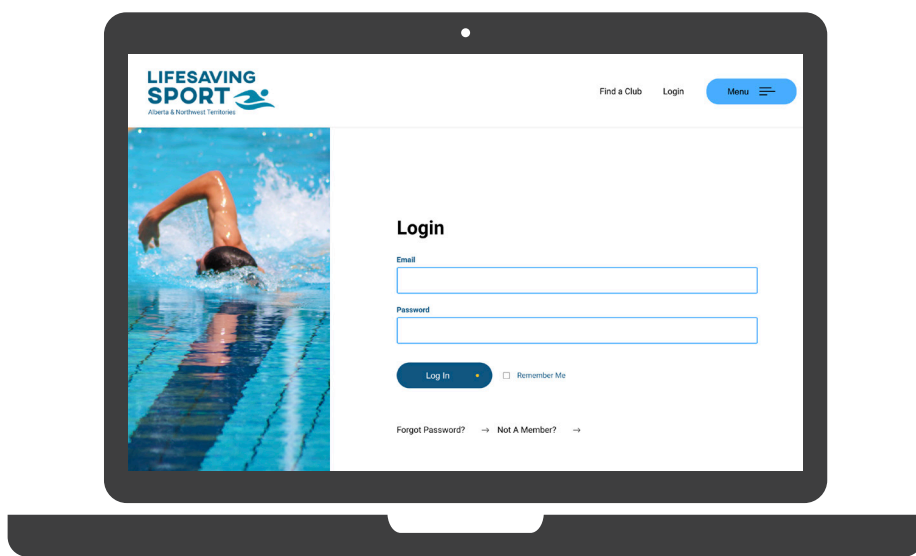 LIFESAVING
SPORT
Alberta & Northwest Territories
Find a Club Login Menu
Login
Email
Password
Log In Remember Me
Forgot Password? → Not A Member? →